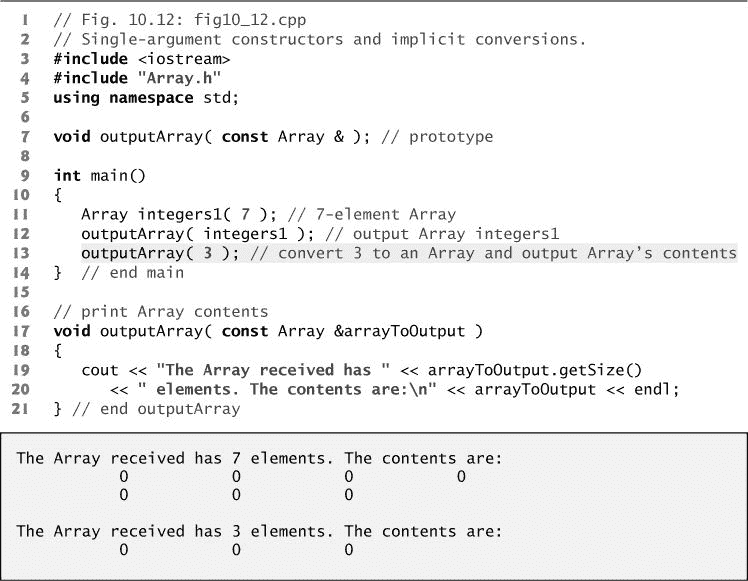 1 // Fig. 10.12: fig10_12.cpp
2 // Single-argument constructors and implicit conversions.
3 #include <iostream>
4 #include "Array.h"
5 using namespace std;
6
7 void outputArray( const Array & ); // prototype
8
9 int main()
10 {
11    Array integers1( 7 ); // 7-element Array
12    outputArray( integers1 ); // output Array integers1
13    outputArray( 3 ); // convert 3 to an Array and output Array’s contents
14 } // end main
15
16 // print Array contents
17 void outputArray( const Array &arrayToOutput )
18 {
19    cout << "The Array received has " << arrayToOutput.getSize()
20       << " elements. The contents are:\n" << arrayToOutput << endl;
21 } // end outputArray
The Array received has 7 elements. The contents are:
0 0 0 0
0 0 0
The Array received has 3 elements. The contents are:
0 0 0